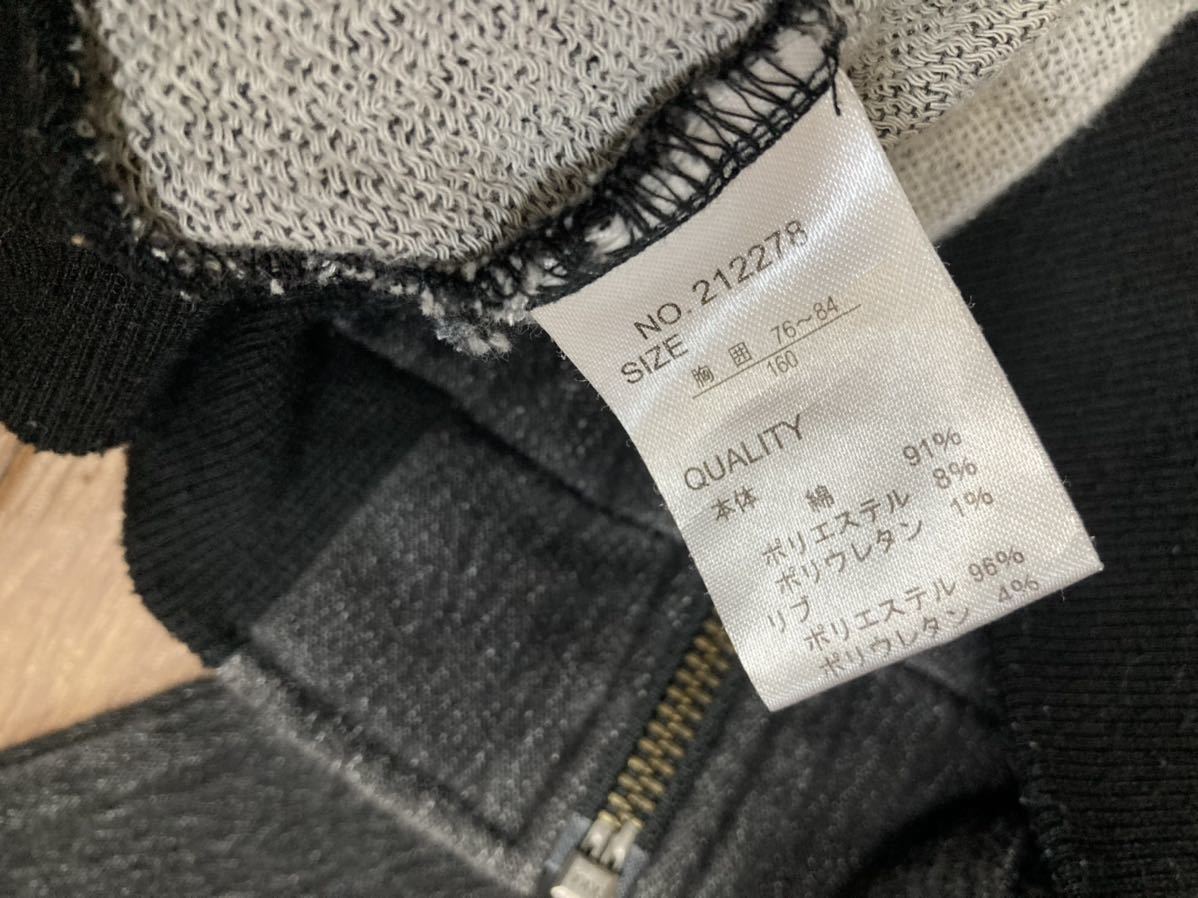 NO. 212278
SIZE 胸囲 76~84
160
QUALITY
本体 綿 91%
ポリエステル 8%
ポリウレタン 1%
リブ ポリエステル 96%
ポリウレタン 4%